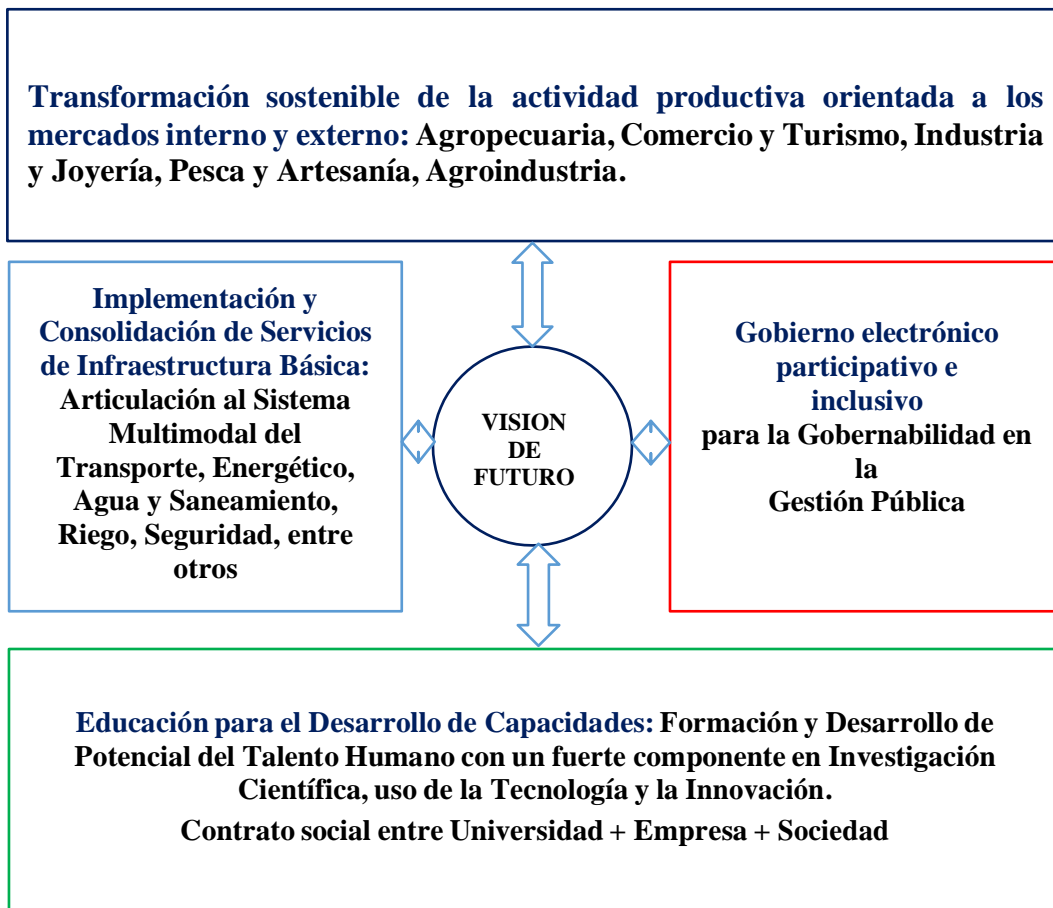 Transformación sostenible de la actividad productiva orientada a los
mercados interno y externo: Agropecuaria, Comercio y Turismo, Industria
y Joyería, Pesca y Artesanía, Agroindustria.
Implementación y
Consolidación de Servicios
de Infraestructura Básica:
Articulación al Sistema
Multimodal del
Transporte, Energético,
Agua y Saneamiento,
Riego, Seguridad, entre
otros
VISION
DE
FUTURO
Gobierno electrónico
participativo e
inclusivo
para la Gobernabilidad en
la
Gestión Pública
Educación para el Desarrollo de Capacidades: Formación y Desarrollo de
Potencial del Talento Humano con un fuerte componente en Investigación
Científica, uso de la Tecnología y la Innovación.
Contrato social entre Universidad + Empresa + Sociedad